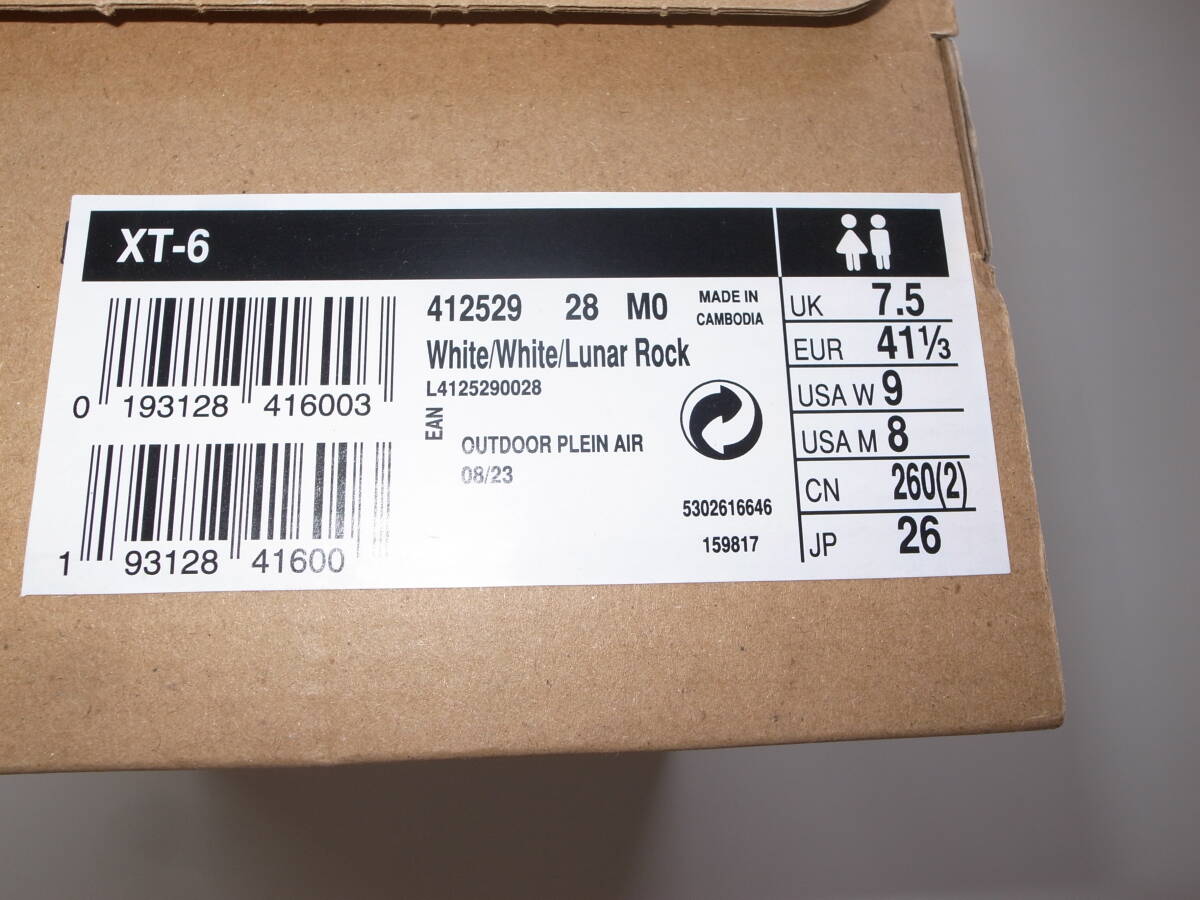 XT-6
0 193128 416003
1 93128 41600
412529 28 M0
MADE IN
CAMBODIA
White/White/Lunar Rock
L4125290028
EAN
OUTDOOR PLEIN AIR
08/23
5302616646
159817
UK 7.5
EUR 41⅓
USA W 9
USA M 8
CN 260(2)
JP 26